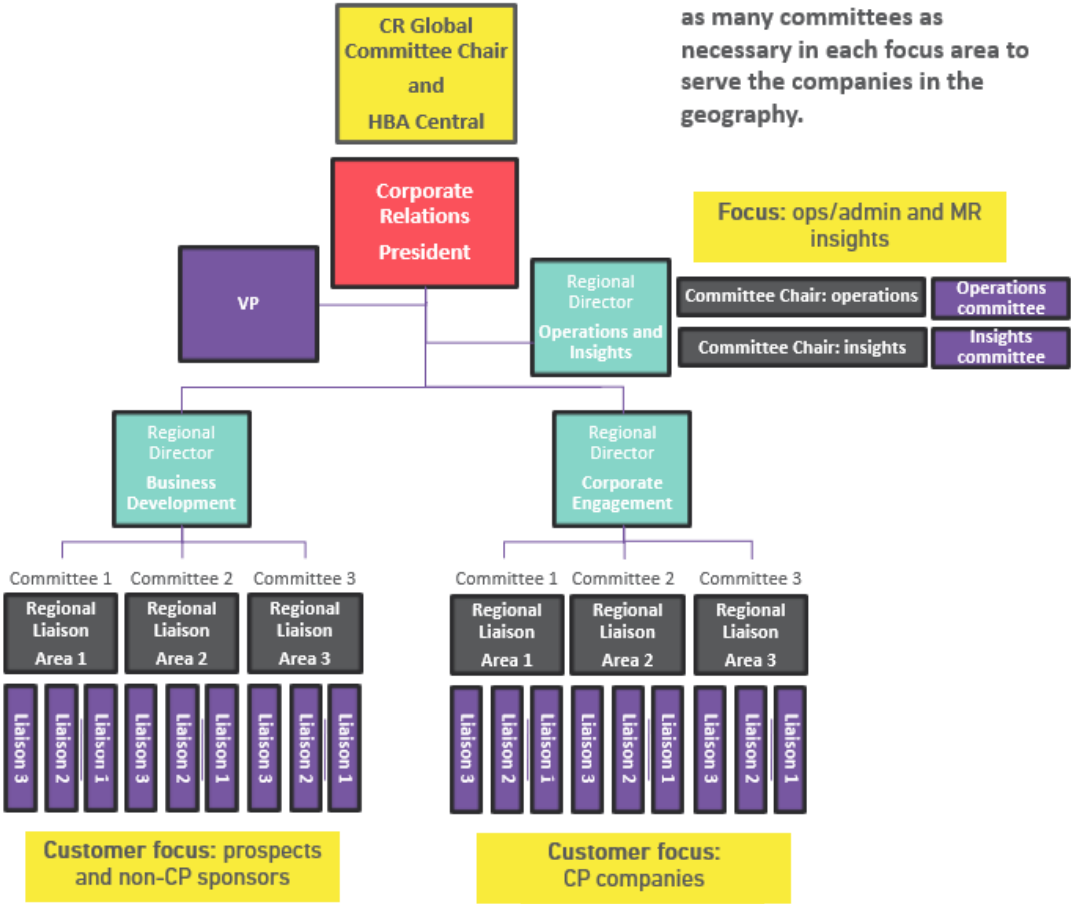 CR Global
Committee Chair
and
HBA Central
as many committees as
necessary in each focus area to
serve the companies in the
geography.
Corporate
Relations
President
Focus: ops/admin and MR
insights
VP
Regional
Director
Operations and
Insights
Committee Chair: operations
Operations
committee
Committee Chair: insights
Insights
committee
Regional
Director
Business
Development
Regional
Director
Corporate
Engagement
Committee 1
Committee 2
Committee 3
Regional
Liaison
Area 1
Regional
Liaison
Area 2
Regional
Liaison
Area 3
Liaison 3
Liaison 2
Liaison 1
Liaison 3
Liaison 2
Liaison 1
Liaison 3
Liaison 2
Liaison 1
Customer focus: prospects
and non-CP sponsors
Committee 1
Committee 2
Committee 3
Regional
Liaison
Area 1
Regional
Liaison
Area 2
Regional
Liaison
Area 3
Liaison 3
Liaison 2
Liaison 1
Liaison 3
Liaison 2
Liaison 1
Liaison 3
Liaison 2
Liaison 1
Customer focus:
CP companies